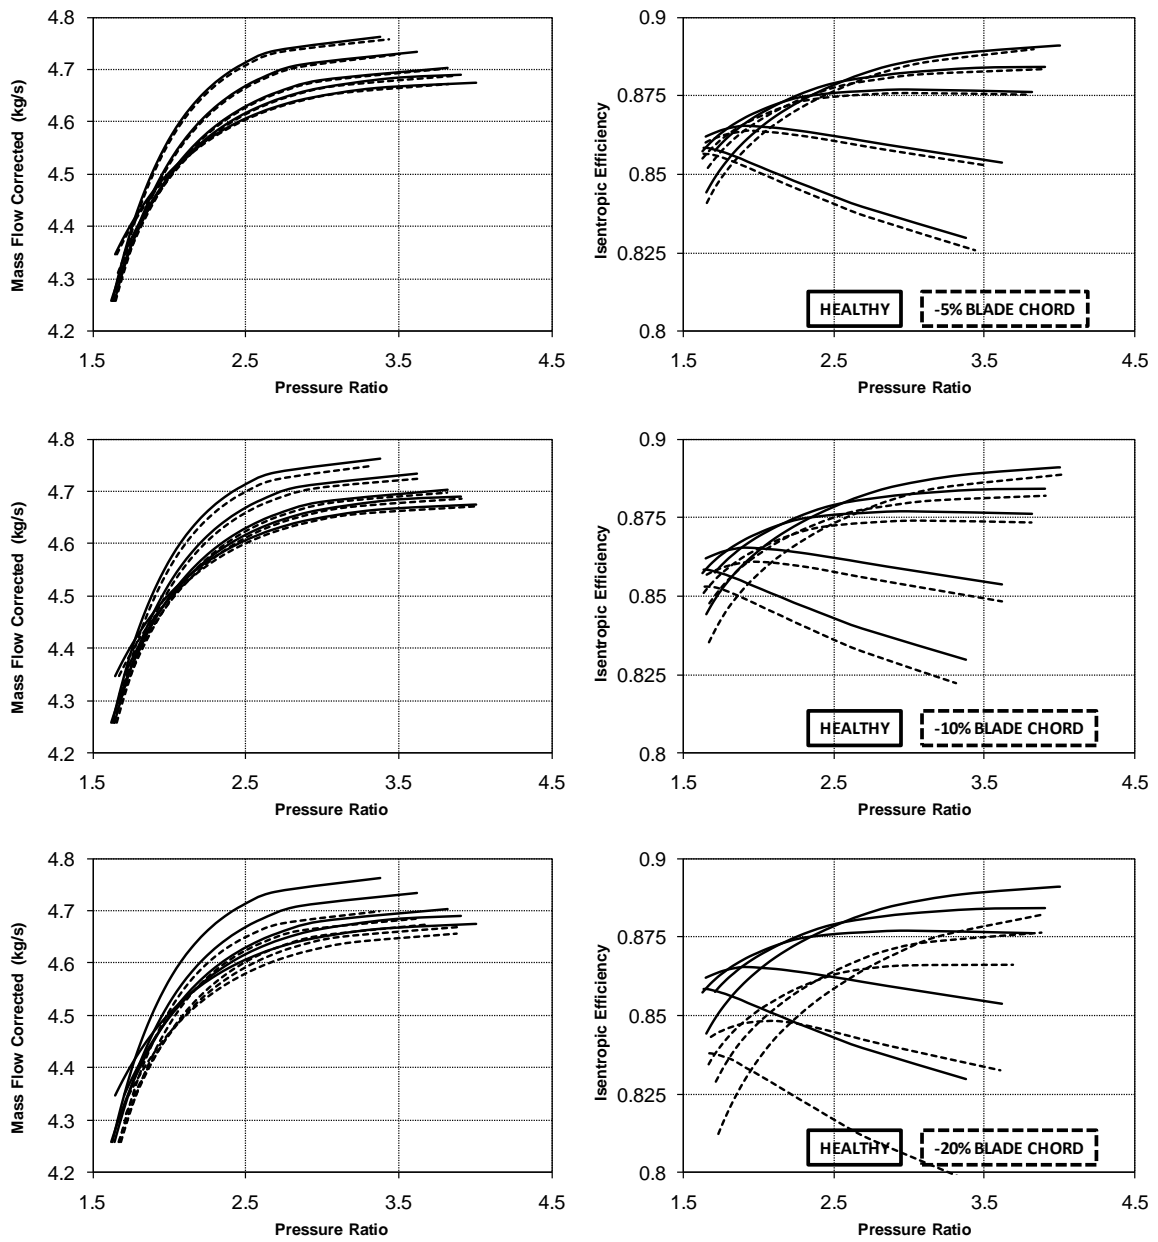 4.8
4.7
4.6
4.5
4.4
4.3
4.2
Mass Flow Corrected (kg/s)
1.5 2.5 3.5 4.5
Pressure Ratio
0.9
0.875
0.85
0.825
0.8
Isentropic Efficiency
HEALTHY
-5% BLADE CHORD
1.5 2.5 3.5 4.5
Pressure Ratio
4.8
4.7
4.6
4.5
4.4
4.3
4.2
Mass Flow Corrected (kg/s)
1.5 2.5 3.5 4.5
Pressure Ratio
0.9
0.875
0.85
0.825
0.8
Isentropic Efficiency
HEALTHY
-10% BLADE CHORD
1.5 2.5 3.5 4.5
Pressure Ratio
4.8
4.7
4.6
4.5
4.4
4.3
4.2
Mass Flow Corrected (kg/s)
1.5 2.5 3.5 4.5
Pressure Ratio
0.9
0.875
0.85
0.825
0.8
Isentropic Efficiency
HEALTHY
-20% BLADE CHORD
1.5 2.5 3.5 4.5
Pressure Ratio